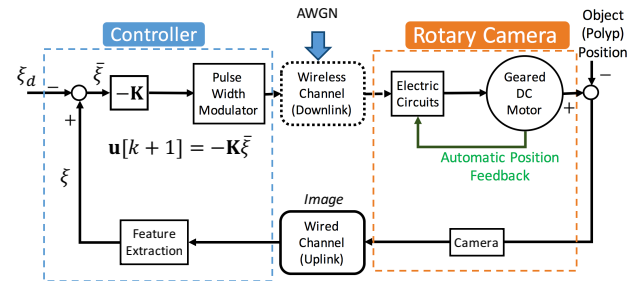 AWGN
Object
(Polyp)
Position
Controller
Rotary Camera
ξd
−
ξ̄
+
−K
Pulse
Width
Modulator
Wireless
Channel
(Downlink)
Electric
Circuits
Geared
DC
Motor
−
+
u[k + 1] = −Kξ̄
Automatic Position
Feedback
ξ
Image
Feature
Extraction
Wired
Channel
(Uplink)
Camera